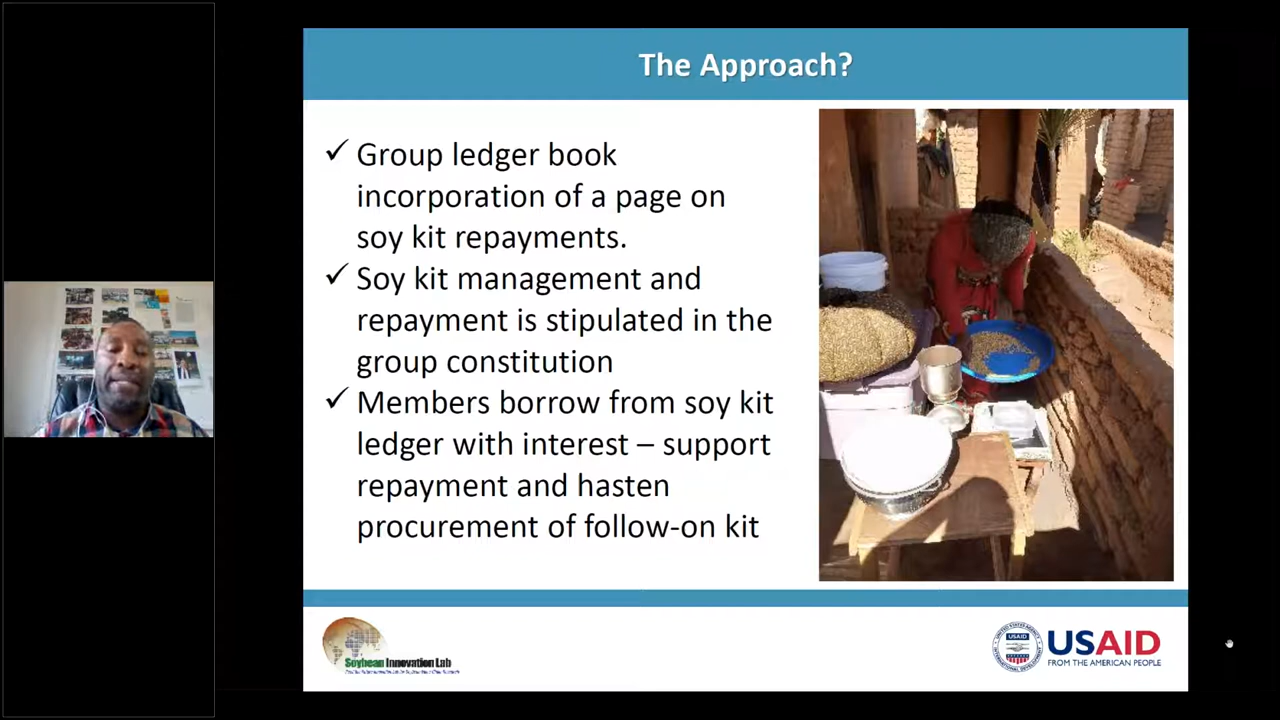 The Approach?
✓ Group ledger book
incorporation of a page on
soy kit repayments.
✓ Soy kit management and
repayment is stipulated in the
group constitution
✓ Members borrow from soy kit
ledger with interest – support
repayment and hasten
procurement of follow-on kit
Soybean Innovation Lab
USAID
USAID
FROM THE AMERICAN PEOPLE